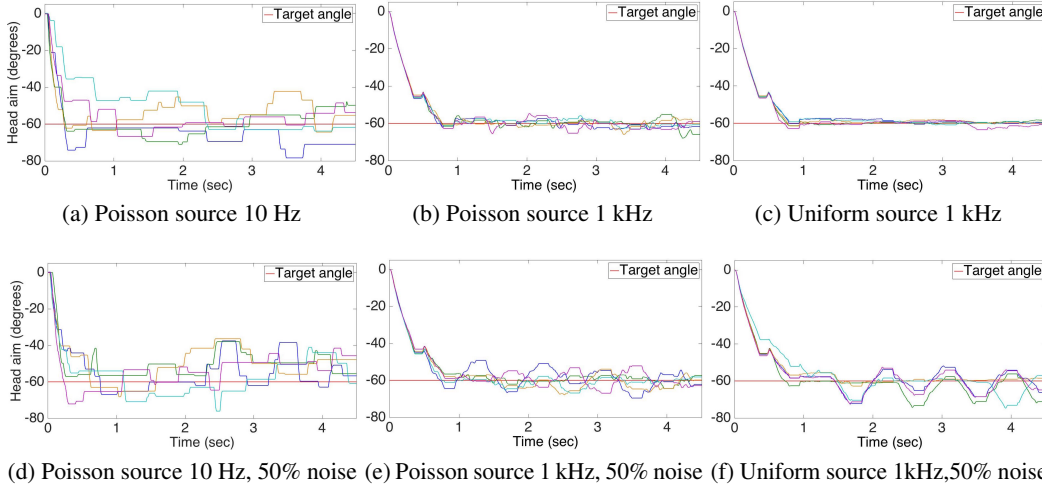 Target angle
Target angle
Target angle
Head aim (degrees)
0
-20
-40
-60
-80
0 1 2 3 4
Time (sec)
0
-20
-40
-60
-80
0 1 2 3 4
Time (sec)
0
-20
-40
-60
-80
0 1 2 3 4
Time (sec)
(a) Poisson source 10 Hz
(b) Poisson source 1 kHz
(c) Uniform source 1 kHz
Target angle
Target angle
Target angle
Head aim (degrees)
0
-20
-40
-60
-80
0 1 2 3 4
Time (sec)
0
-20
-40
-60
-80
0 1 2 3 4
Time (sec)
0
-20
-40
-60
-80
0 1 2 3 4
Time (sec)
(d) Poisson source 10 Hz, 50% noise
(e) Poisson source 1 kHz, 50% noise
(f) Uniform source 1kHz,50% noise